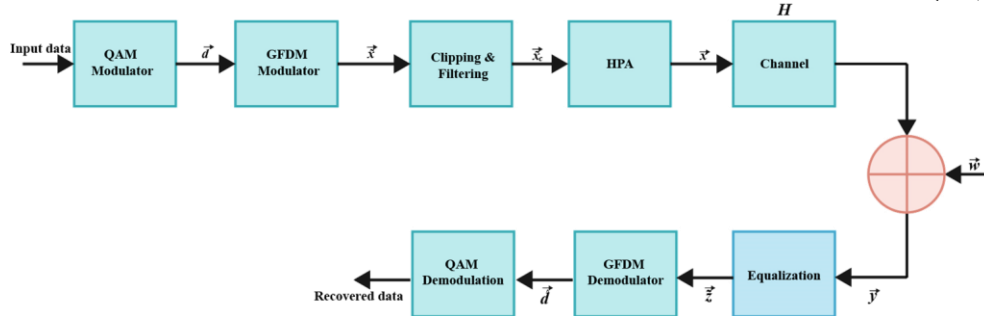 H
Input data
QAM
Modulator
d⃗
GFDM
Modulator
x⃗
Clipping &
Filtering
x⃗c
HPA
x⃗
Channel
w⃗
QAM
Demodulation
GFDM
Demodulator
Equalization
Recovered data
d⃗
z⃗
y⃗